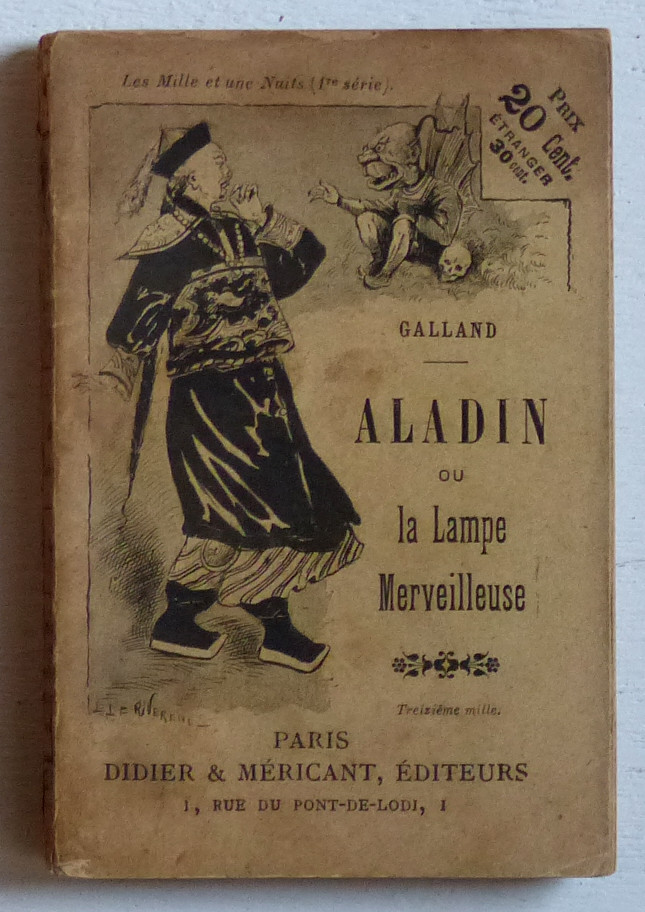 Les Mille et une Nuits (1re série).
PRIX
20 Cent.
ÉTRANGER
30 cent.
GALLAND
ALADIN
OU
la Lampe
Merveilleuse
Treizième mille.
PARIS
DIDIER & MÉRICANT, ÉDITEURS
1, RUE DU PONT-DE-LODI, 1